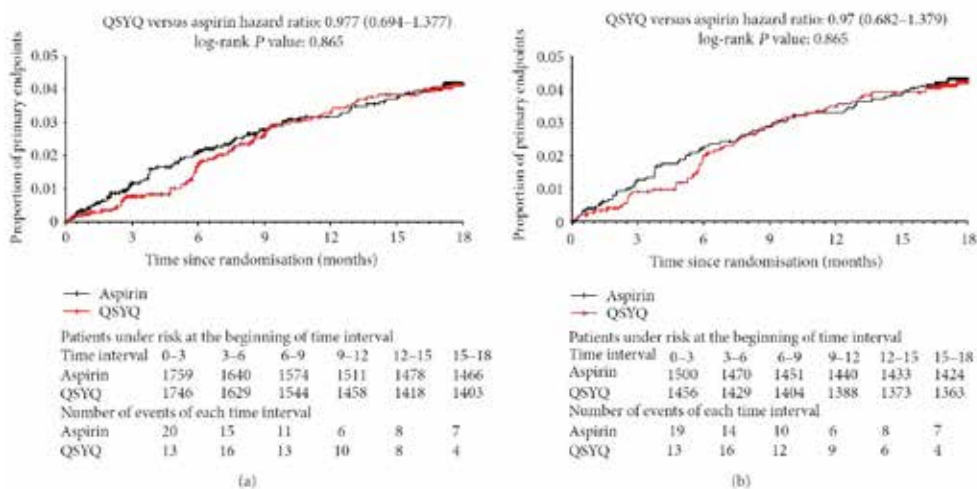 QSYQ versus aspirin hazard ratio: 0.977 (0.694–1.377)
log-rank P value: 0.865
0.05
0.04
0.03
0.02
0.01
0
Proportion of primary endpoints
0 3 6 9 12 15 18
Time since randomisation (months)
Aspirin
QSYQ
Patients under risk at the beginning of time interval
Time interval 0–3 3–6 6–9 9–12 12–15 15–18
Aspirin 1759 1640 1574 1511 1478 1466
QSYQ 1746 1629 1544 1458 1418 1403
Number of events of each time interval
Aspirin 20 15 11 6 8 7
QSYQ 13 16 13 10 8 4
(a)
QSYQ versus aspirin hazard ratio: 0.97 (0.682–1.379)
log-rank P value: 0.865
0.05
0.04
0.03
0.02
0.01
0
Proportion of primary endpoints
0 3 6 9 12 15 18
Time since randomisation (months)
Aspirin
QSYQ
Patients under risk at the beginning of time interval
Time interval 0–3 3–6 6–9 9–12 12–15 15–18
Aspirin 1500 1470 1451 1440 1433 1424
QSYQ 1456 1429 1404 1388 1373 1363
Number of events of each time interval
Aspirin 19 14 10 6 8 7
QSYQ 13 16 12 9 6 4
(b)